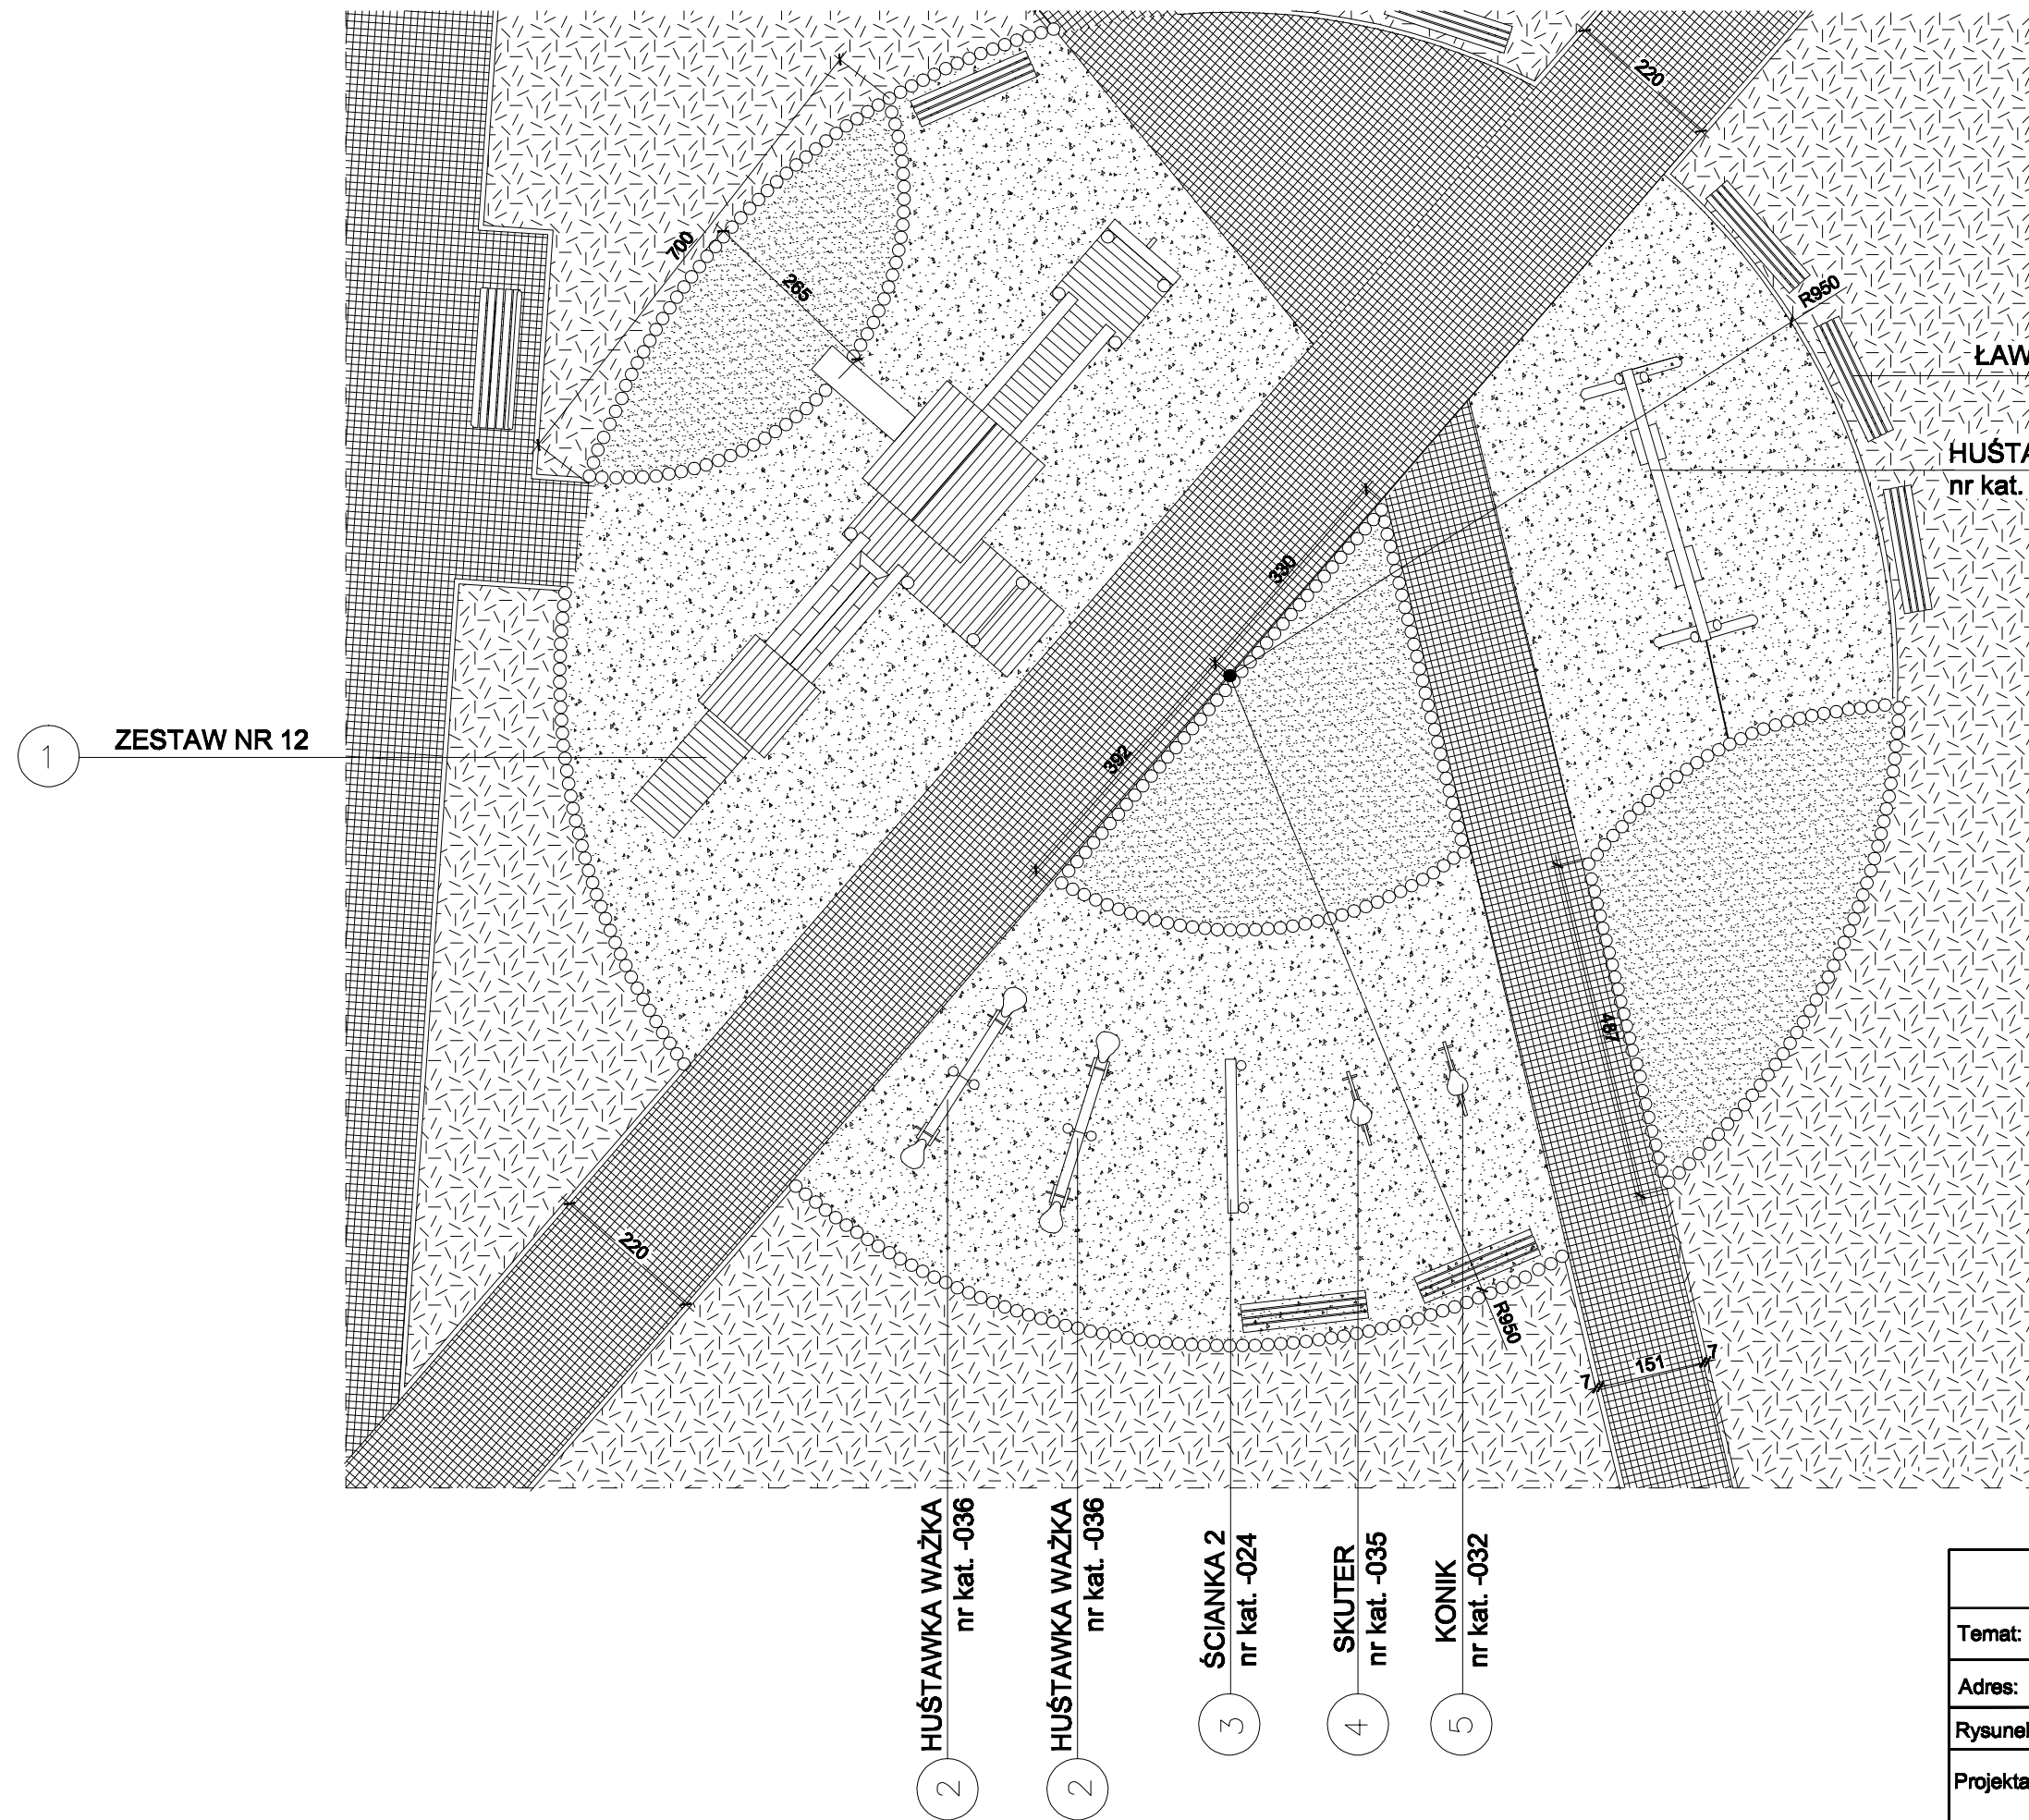 220
700
265
R950
ŁAW
HUŚTA
nr kat.
330
1
ZESTAW NR 12
392
487
220
R950
7
151
7
HUŚTAWKA WAŻKA
nr kat. -036
2
HUŚTAWKA WAŻKA
nr kat. -036
2
ŚCIANKA 2
nr kat. -024
3
SKUTER
nr kat. -035
4
KONIK
nr kat. -032
5
Temat:
Adres:
Rysunel
Projekta